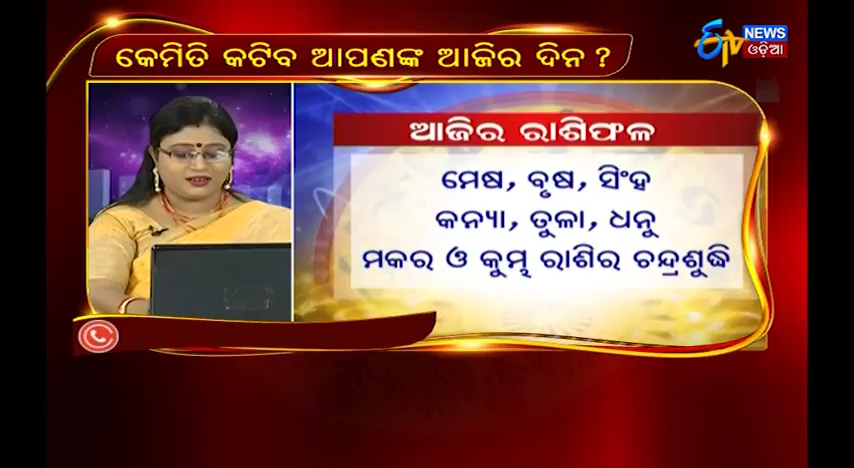 କେମିତି କଟିବ ଆପଣଙ୍କ ଆଜିର ଦିନ ?
ETV NEWS
ଓଡ଼ିଆ
ଆଜିର ରାଶିଫଳ
ମେଷ, ବୃଷ, ସିଂହ
କନ୍ୟା, ତୁଳା, ଧନୁ
ମକର ଓ କୁମ୍ଭ ରାଶିର ଚନ୍ଦ୍ରଶୁଦ୍ଧି